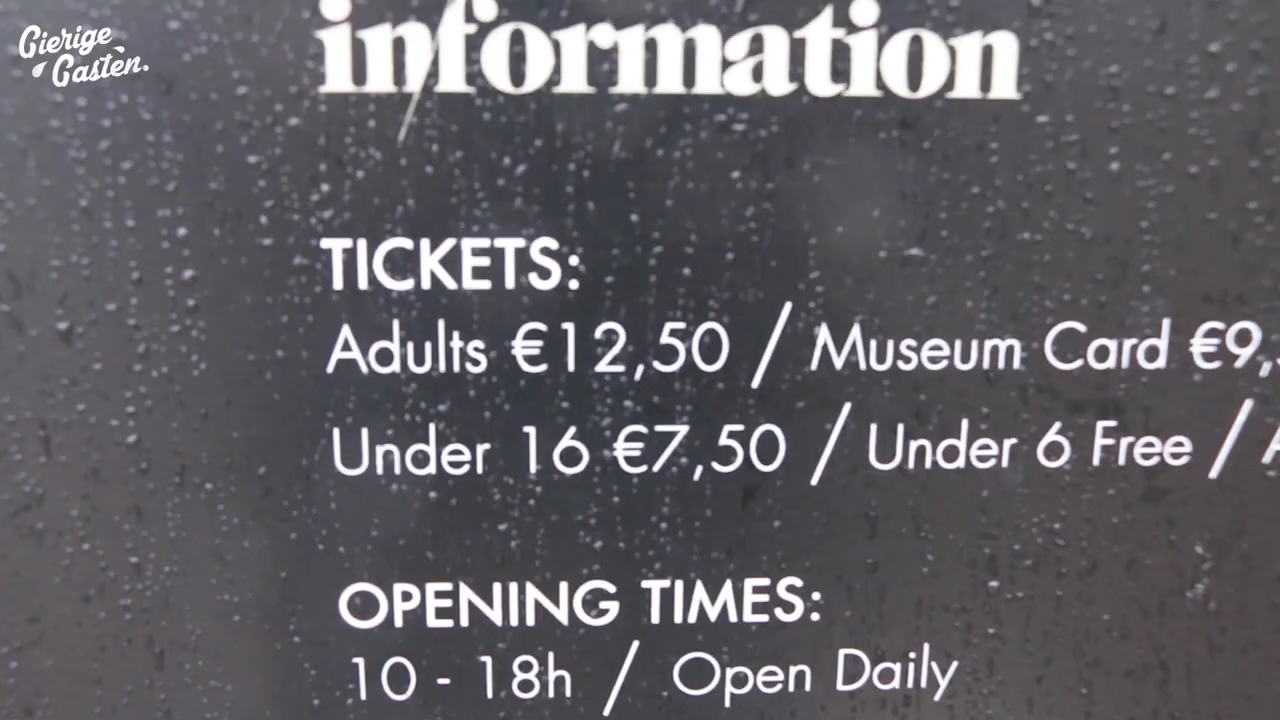 Gierige
Gasten.
information
TICKETS:
Adults €12,50 / Museum Card €9,
Under 16 €7,50 / Under 6 Free /
OPENING TIMES:
10 - 18h / Open Daily